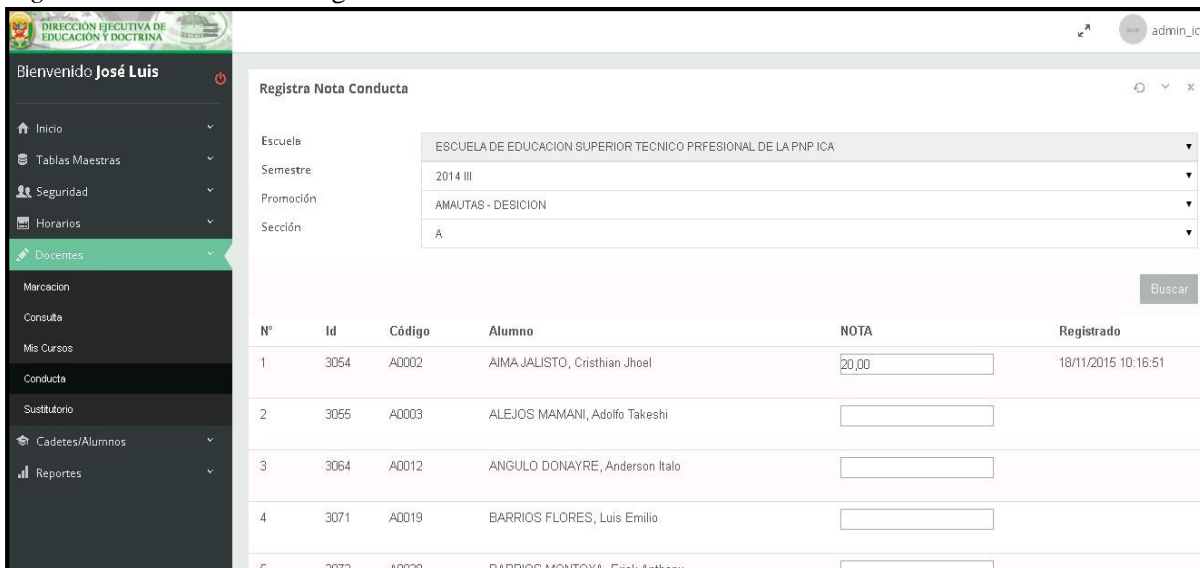 DIRECCIÓN EJECUTIVA DE
EDUCACIÓN Y DOCTRINA
admin_ic
Bienvenido José Luis
Inicio
Tablas Maestras
Seguridad
Horarios
Docentes
Marcacion
Consulta
Mis Cursos
Conducta
Sustitutorio
Cadetes/Alumnos
Reportes
Registra Nota Conducta
Escuela ESCUELA DE EDUCACION SUPERIOR TECNICO PRFESIONAL DE LA PNP ICA
Semestre 2014 III
Promoción AMAUTAS - DESICION
Sección A
Buscar
N° Id Código Alumno NOTA Registrado
1 3054 A0002 AIMA JALISTO, Cristhian Jhoel 20,00 18/11/2015 10:16:51
2 3055 A0003 ALEJOS MAMANI, Adolfo Takeshi
3 3064 A0012 ANGULO DONAYRE, Anderson Italo
4 3071 A0019 BARRIOS FLORES, Luis Emilio